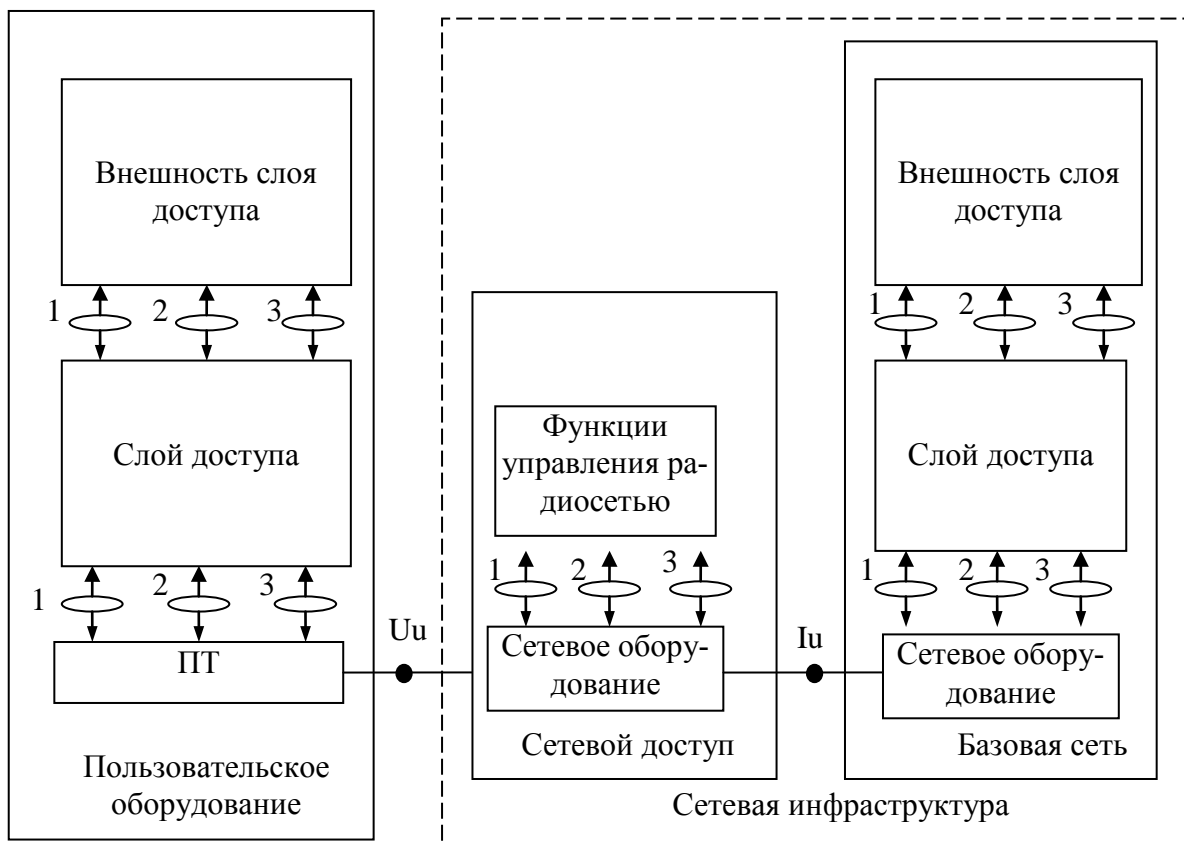 Внешность слоя
доступа
1
2
3
Слой доступа
1
2
3
ПТ
Пользовательское
оборудование
Uu
Функции
управления ра-
диосетью
1
2
3
Сетевое обору-
дование
Сетевой доступ
Iu
Внешность слоя
доступа
1
2
3
Слой доступа
1
2
3
Сетевое обору-
дование
Базовая сеть
Сетевая инфраструктура